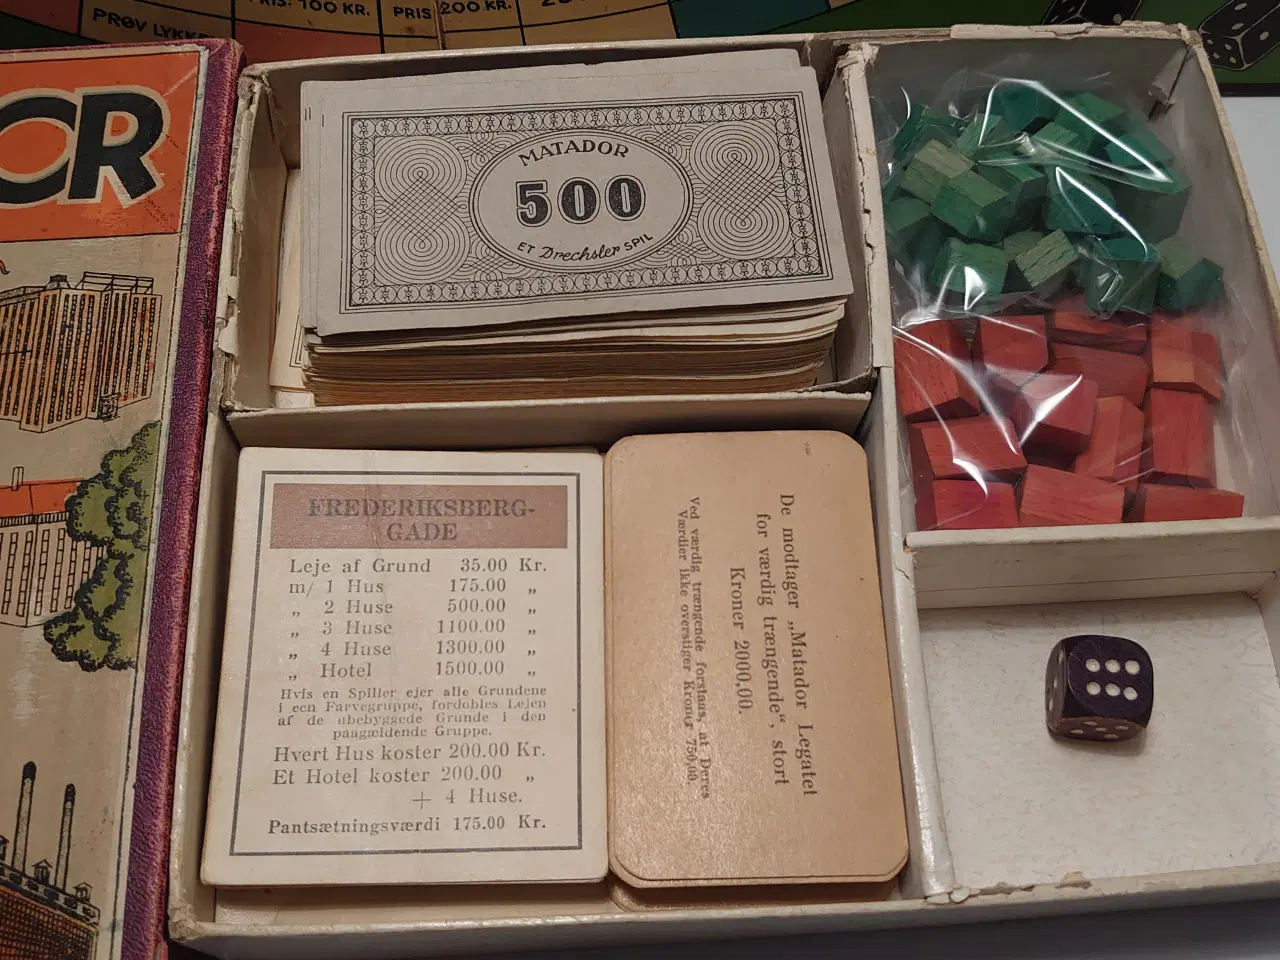 PRIS: 100 KR.
PRIS 200 KR.
PRØV LYKKE
OR
MATADOR
500
ET Drechsler SPIL
FREDERIKSBERG-
GADE
Leje af Grund 35.00 Kr.
m/ 1 Hus 175.00 „
„ 2 Huse 500.00 „
„ 3 Huse 1100.00 „
„ 4 Huse 1300.00 „
„ Hotel 1500.00 „
Hvis en Spiller ejer alle Grundene
i een Farvegruppe, fordobles Lejen
af de ubebyggede Grunde i den
paagældende Gruppe.
Hvert Hus koster 200.00 Kr.
Et Hotel koster 200.00 „
+ 4 Huse.
Pantsætningsværdi 175.00 Kr.
De modtager „Matador Legatet
for værdig trængende“, stort
Kroner 2000,00.
Ved værdig trængende forstaas, at Deres
Værdier ikke overstiger Kroner 750,00.